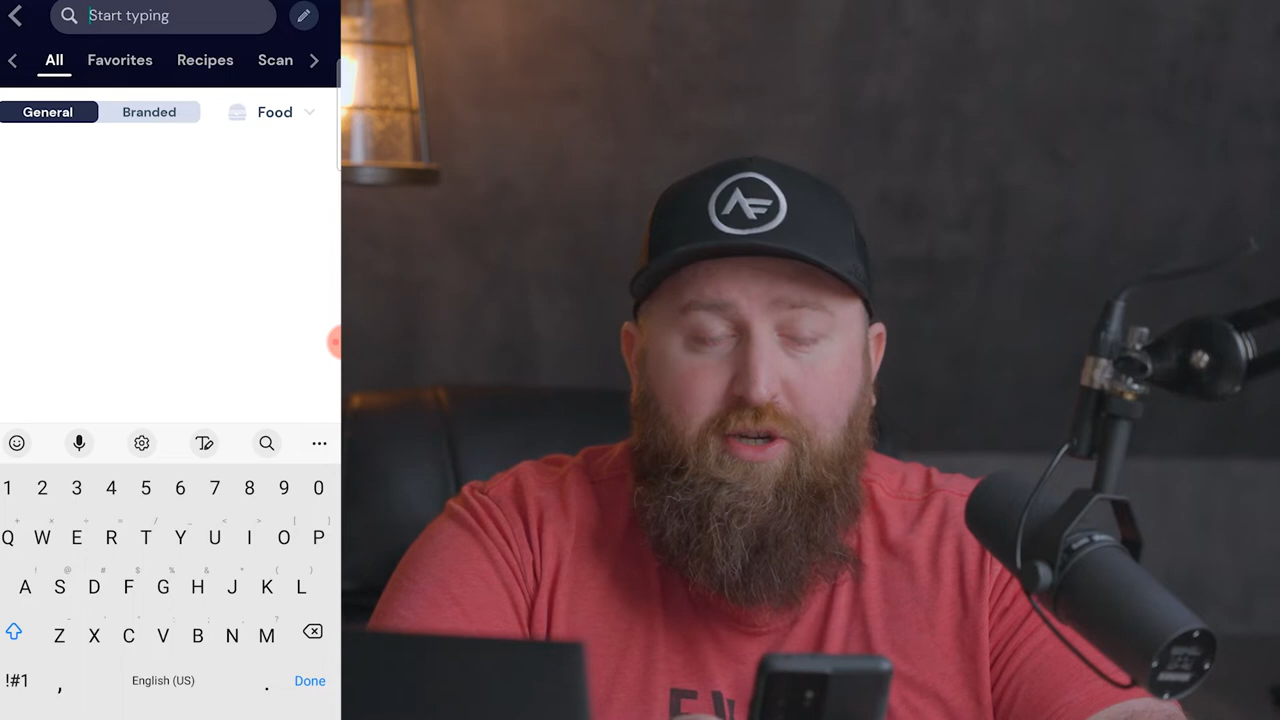 Start typing
All Favorites Recipes Scan
General Branded Food
1 2 3 4 5 6 7 8 9 0
+ × ÷ = / _ < > [ ]
Q W E R T Y U I O P
! @ # $ % & * ( )
A S D F G H J K L
- ' " : ; , ?
Z X C V B N M
!#1 , English (US) . Done
AF